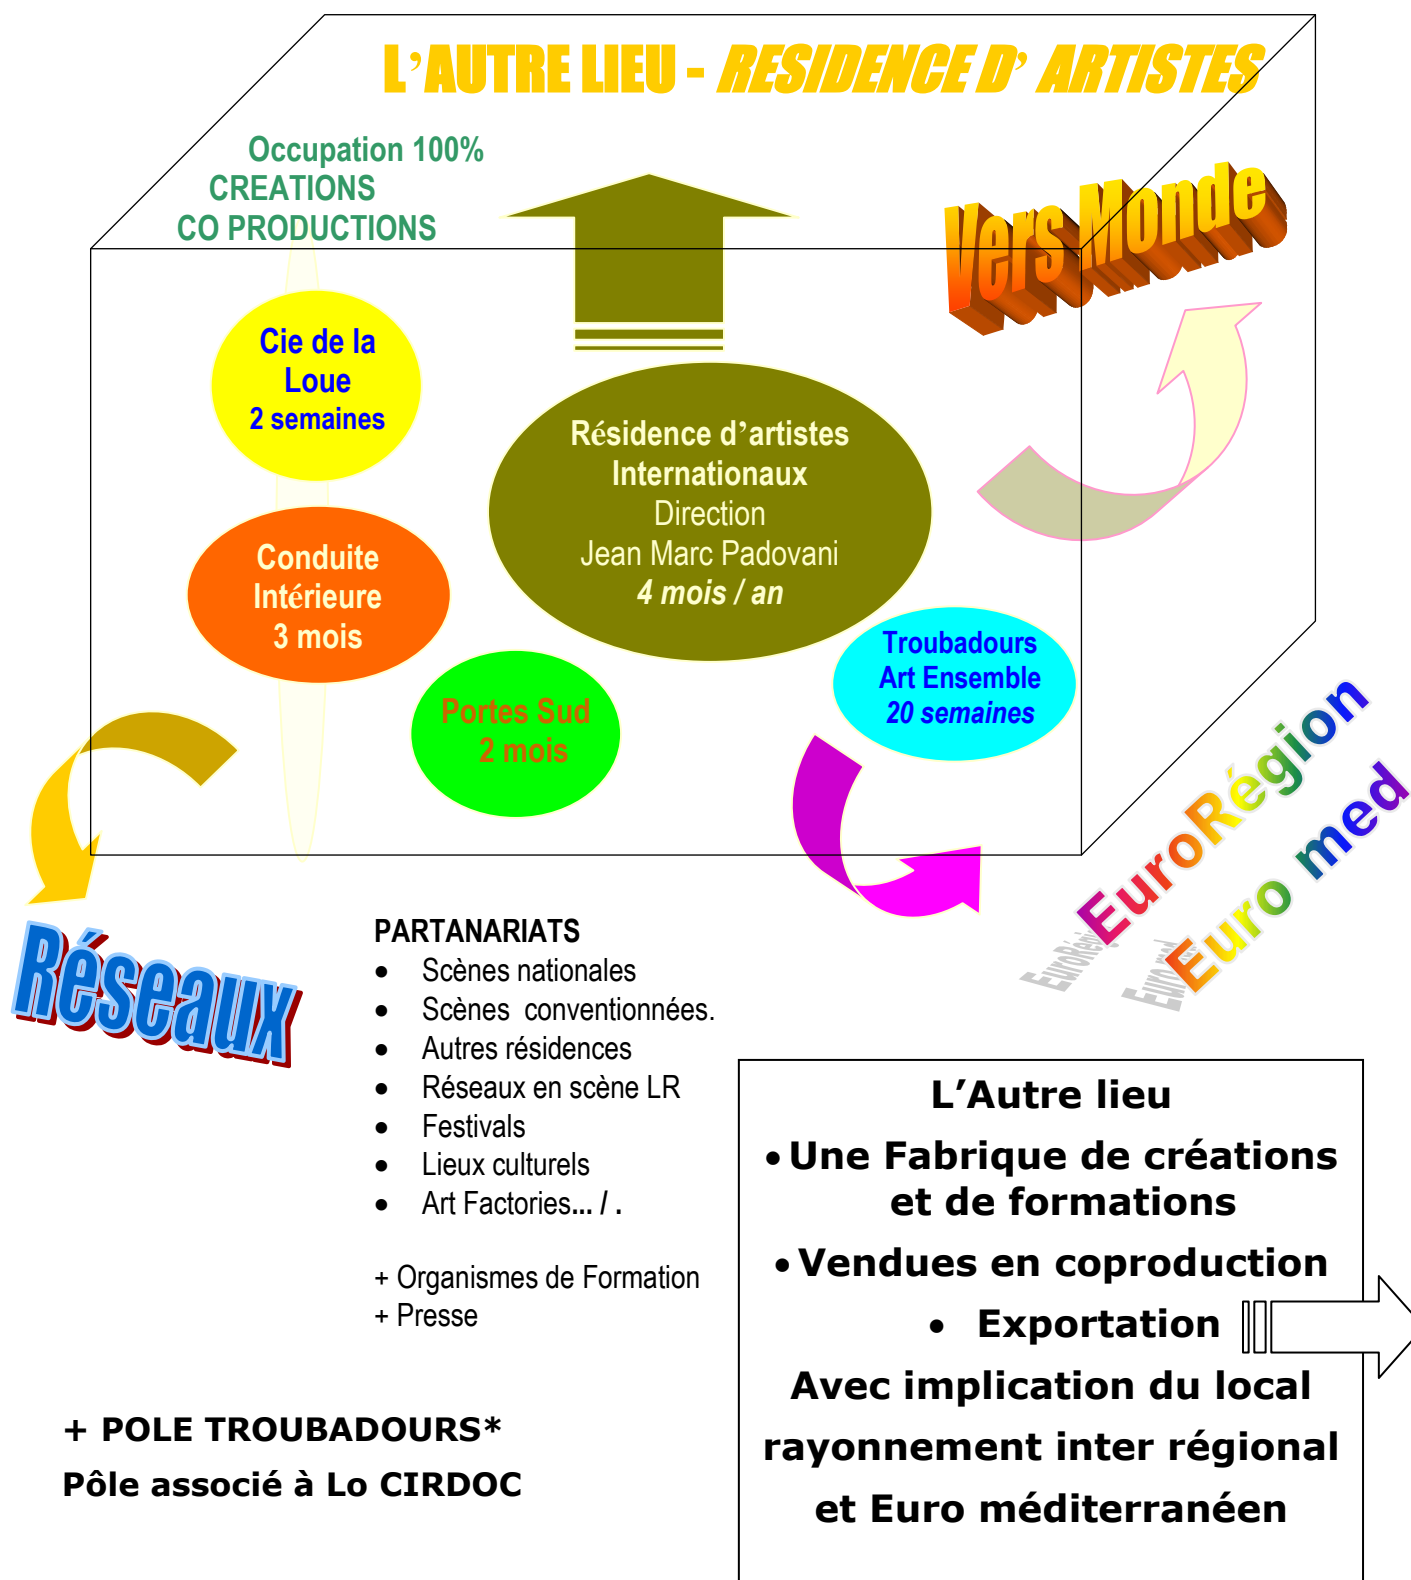 L’AUTRE LIEU - RESIDENCE D’ ARTISTES
Occupation 100%
CREATIONS
CO PRODUCTIONS
Vers Monde
Cie de la
Loue
2 semaines
Résidence d’artistes
Internationaux
Direction
Jean Marc Padovani
4 mois / an
Conduite
Intérieure
3 mois
Portes Sud
2 mois
Troubadours
Art Ensemble
20 semaines
EuroRégion
Euro med
Réseaux
PARTANARIATS
• Scènes nationales
• Scènes conventionnées.
• Autres résidences
• Réseaux en scène LR
• Festivals
• Lieux culturels
• Art Factories... / .
+ Organismes de Formation
+ Presse
+ POLE TROUBADOURS*
Pôle associé à Lo CIRDOC
L’Autre lieu
• Une Fabrique de créations
et de formations
• Vendues en coproduction
• Exportation
Avec implication du local
rayonnement inter régional
et Euro méditerranéen